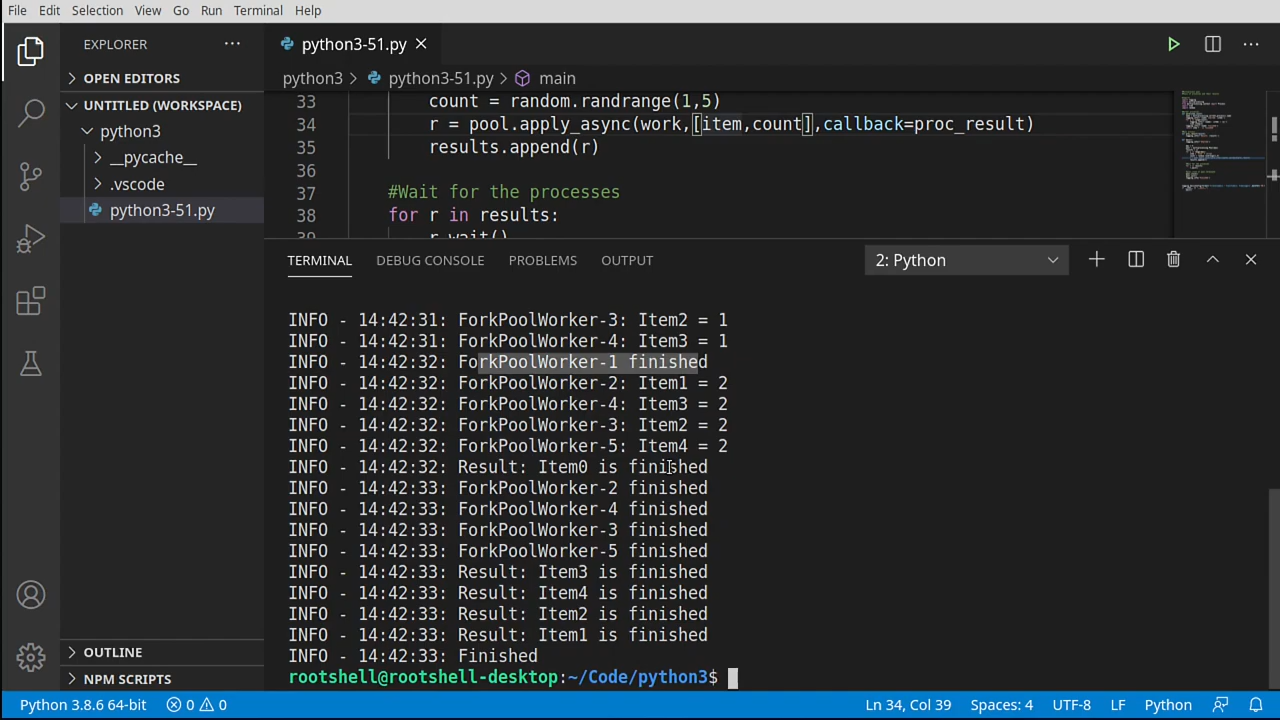 File Edit Selection View Go Run Terminal Help
EXPLORER
python3-51.py
OPEN EDITORS
UNTITLED (WORKSPACE)
python3
__pycache__
.vscode
python3-51.py
OUTLINE
NPM SCRIPTS
python3 > python3-51.py > main
33 count = random.randrange(1,5)
34 r = pool.apply_async(work,[item,count],callback=proc_result)
35 results.append(r)
36
37 #Wait for the processes
38 for r in results:
39 r.wait()
TERMINAL DEBUG CONSOLE PROBLEMS OUTPUT 2: Python
INFO - 14:42:31: ForkPoolWorker-3: Item2 = 1
INFO - 14:42:31: ForkPoolWorker-4: Item3 = 1
INFO - 14:42:32: ForkPoolWorker-1 finished
INFO - 14:42:32: ForkPoolWorker-2: Item1 = 2
INFO - 14:42:32: ForkPoolWorker-4: Item3 = 2
INFO - 14:42:32: ForkPoolWorker-3: Item2 = 2
INFO - 14:42:32: ForkPoolWorker-5: Item4 = 2
INFO - 14:42:32: Result: Item0 is finished
INFO - 14:42:33: ForkPoolWorker-2 finished
INFO - 14:42:33: ForkPoolWorker-4 finished
INFO - 14:42:33: ForkPoolWorker-3 finished
INFO - 14:42:33: ForkPoolWorker-5 finished
INFO - 14:42:33: Result: Item3 is finished
INFO - 14:42:33: Result: Item4 is finished
INFO - 14:42:33: Result: Item2 is finished
INFO - 14:42:33: Result: Item1 is finished
INFO - 14:42:33: Finished
rootshell@rootshell-desktop:~/Code/python3$
Python 3.8.6 64-bit 0 0 Ln 34, Col 39 Spaces: 4 UTF-8 LF Python